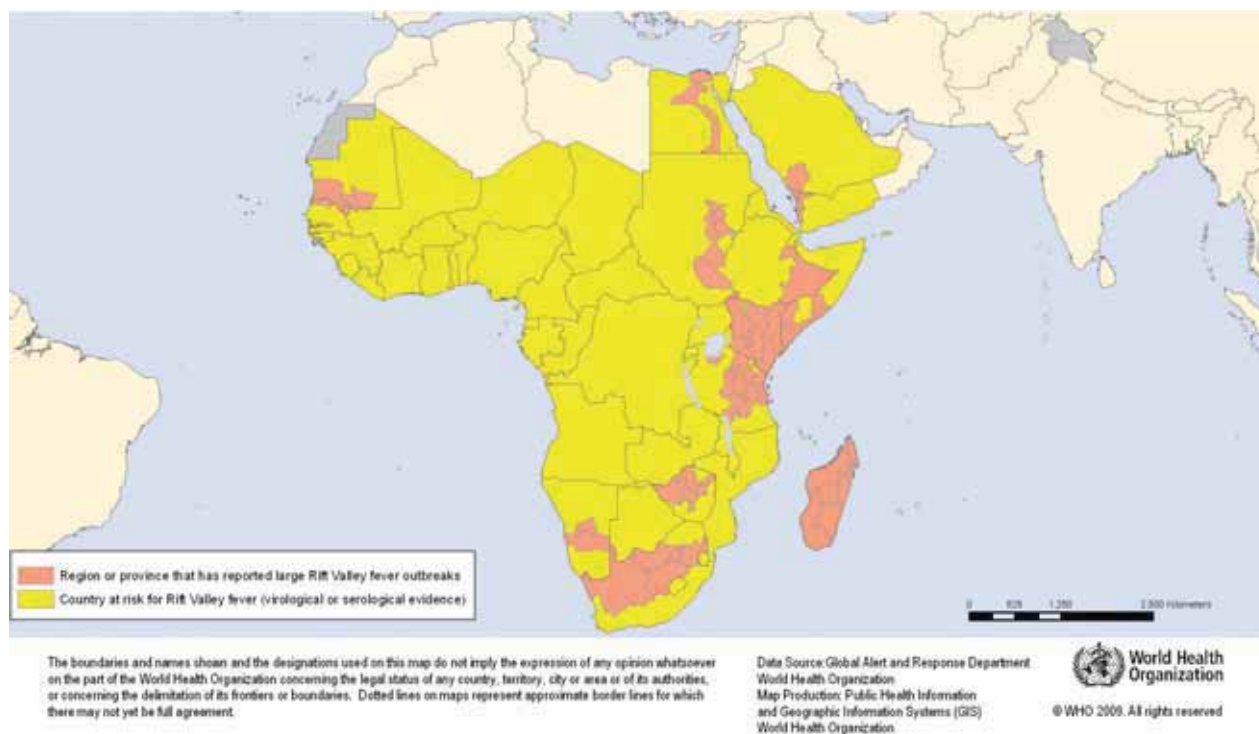 Region or province that has reported large Rift Valley fever outbreaks
Country at risk for Rift Valley fever (virological or serological evidence)
0 625 1,250 2,500 Kilometers
The boundaries and names shown and the designations used on this map do not imply the expression of any opinion whatsoever
on the part of the World Health Organization concerning the legal status of any country, territory, city or area or of its authorities,
or concerning the delimitation of its frontiers or boundaries. Dotted lines on maps represent approximate border lines for which
there may not yet be full agreement.
Data Source: Global Alert and Response Department
World Health Organization
Map Production: Public Health Information
and Geographic Information Systems (GIS)
World Health Organization
World Health
Organization
© WHO 2009. All rights reserved